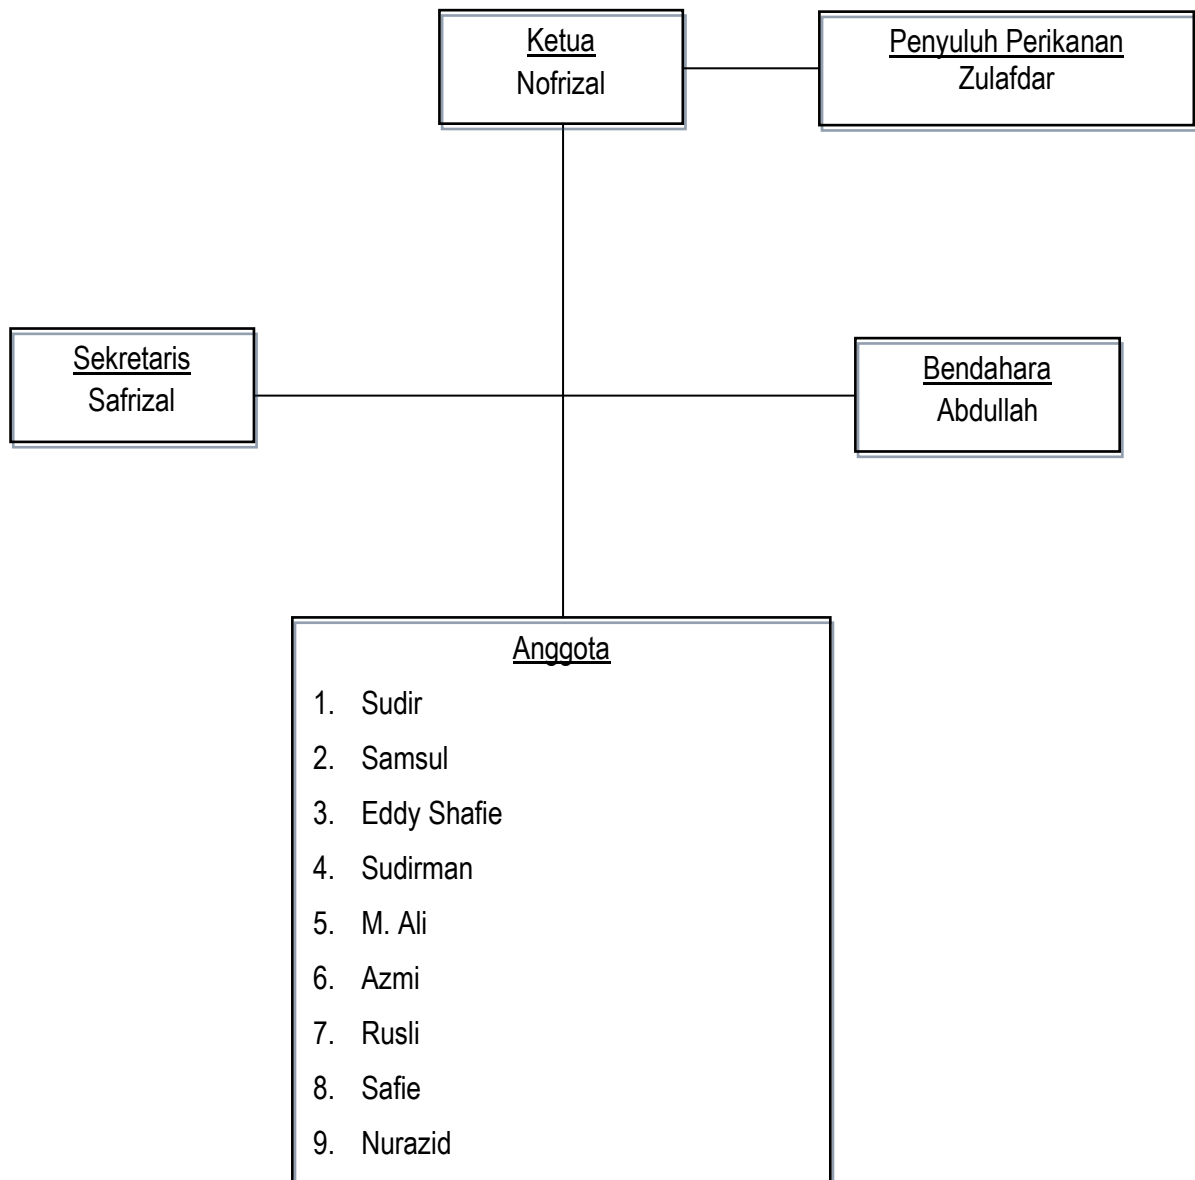 Ketua
Nofrizal
Penyuluh Perikanan
Zulafdar
Sekretaris
Safrizal
Bendahara
Abdullah
Anggota
1. Sudir
2. Samsul
3. Eddy Shafie
4. Sudirman
5. M. Ali
6. Azmi
7. Rusli
8. Safie
9. Nurazid